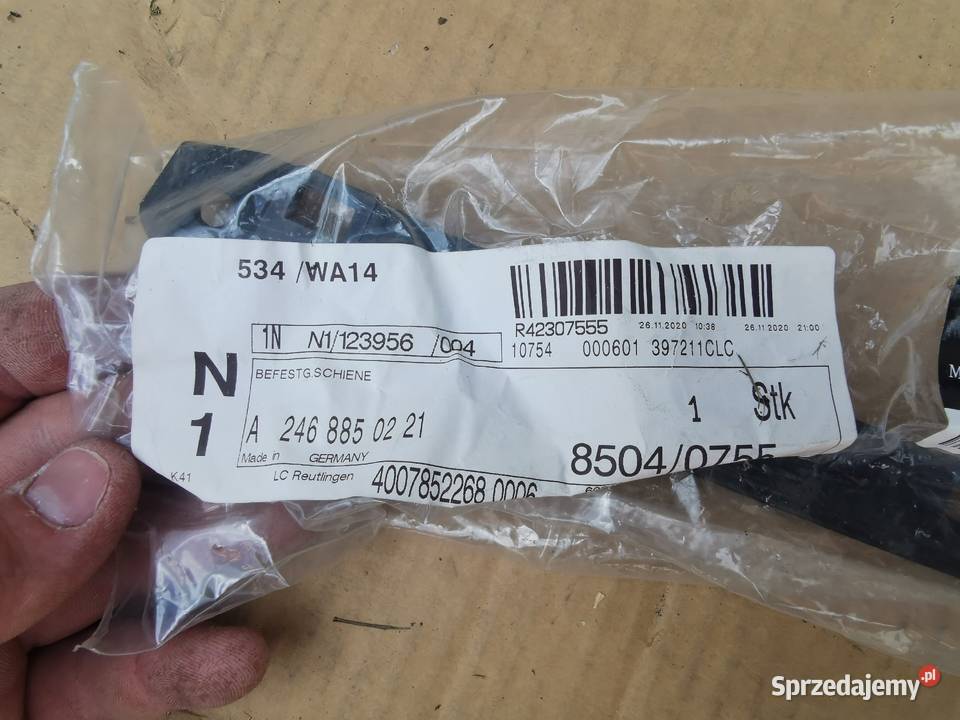 534 /WA14
R42307555 26.11.2020 10:38 26.11.2020 21:00
1N N1/123956 /004
10754 000601 397211CLC
N
1
BEFESTG.SCHIENE
1 Stk
A 246 885 02 21
Made in GERMANY
8504/0755
K41
LC Reutlingen
4007852268 0006
M
Sprzedajemy.pl